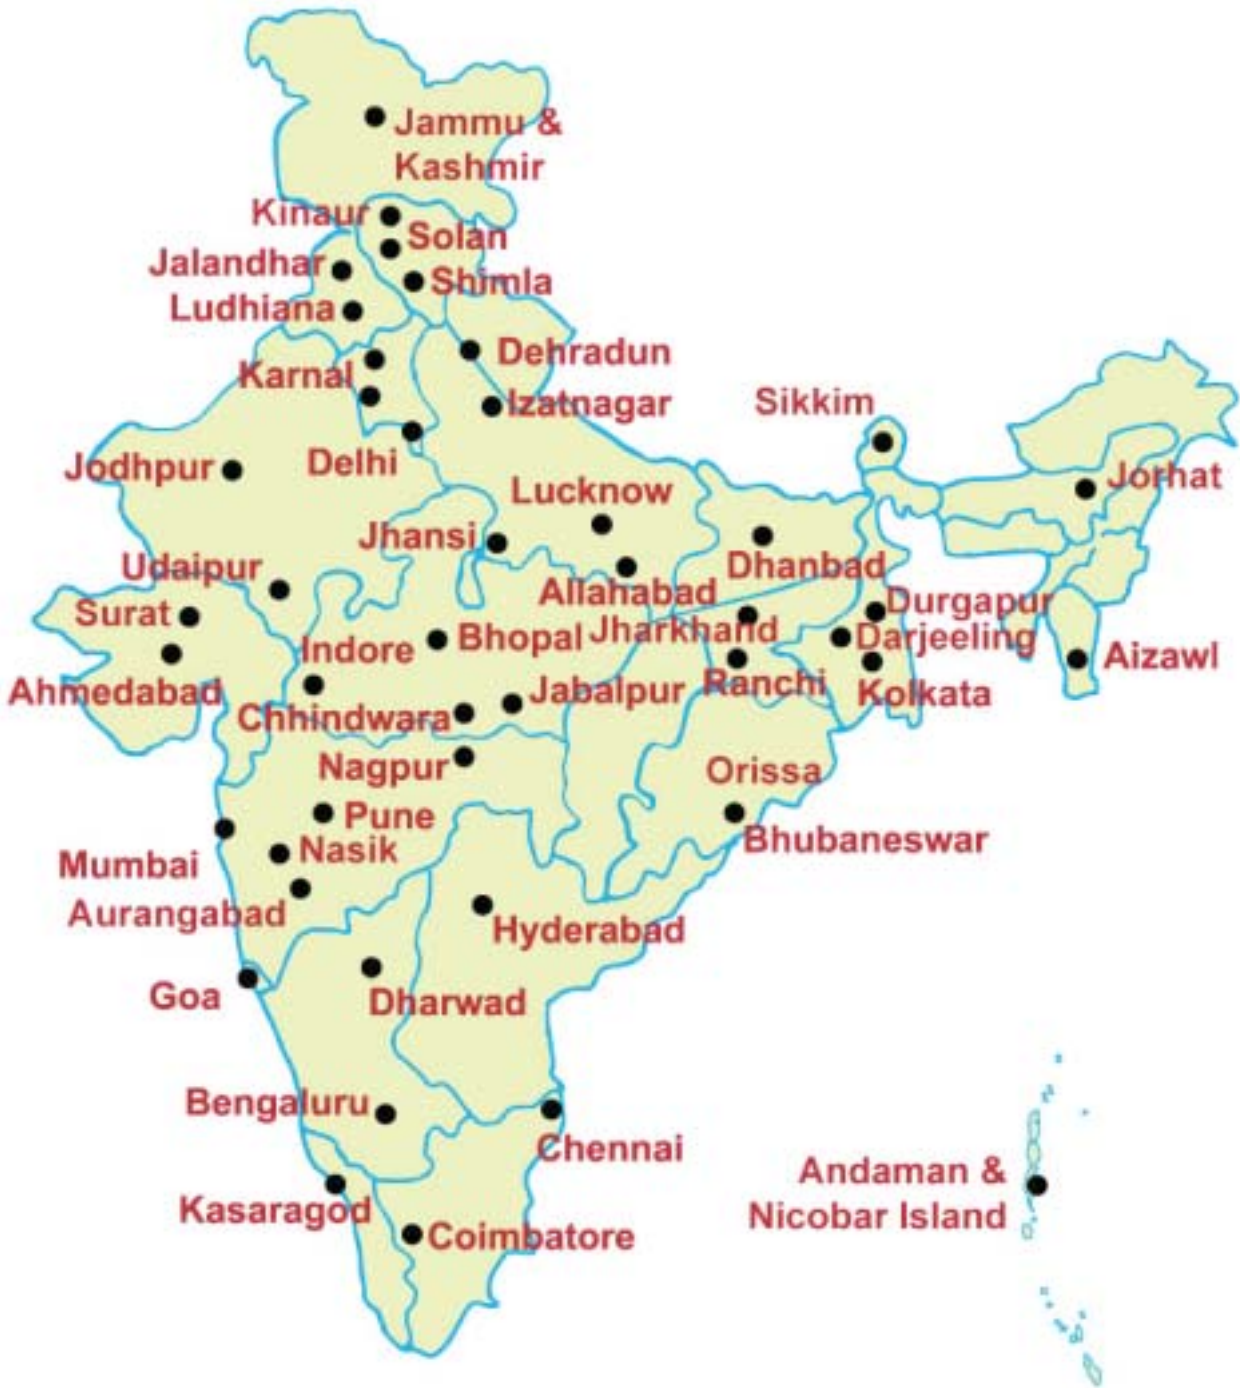 Jammu &
Kashmir
Kinaur
Solan
Jalandhar
Shimla
Ludhiana
Dehradun
Karnal
Izatnagar
Sikkim
Delhi
Jodhpur
Jorhat
Lucknow
Jhansi
Udaipur
Dhanbad
Allahabad
Durgapur
Surat
Jharkhand
Darjeeling
Bhopal
Indore
Aizawl
Ahmedabad
Jabalpur
Ranchi
Kolkata
Chhindwara
Nagpur
Orissa
Pune
Bhubaneswar
Nasik
Mumbai
Aurangabad
Hyderabad
Goa
Dharwad
Bengaluru
Chennai
Andaman &
Nicobar Island
Kasaragod
Coimbatore